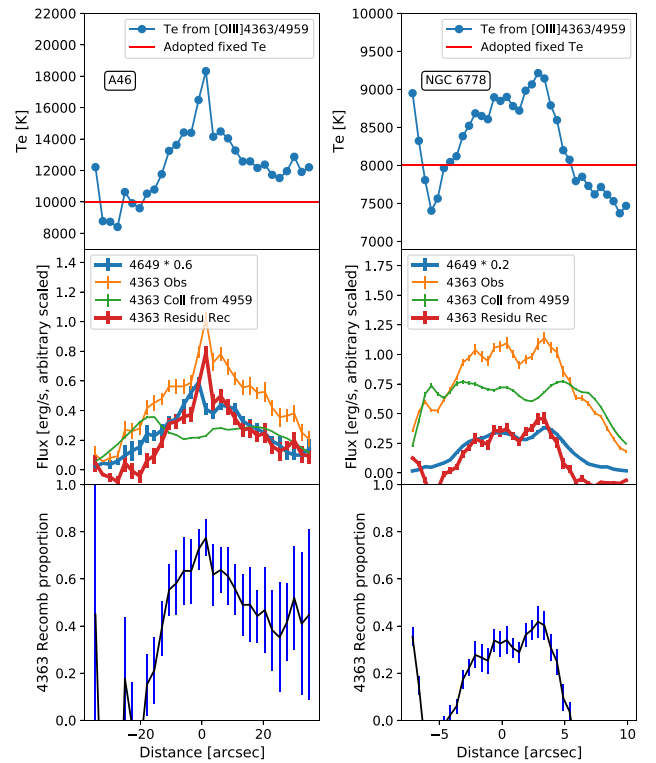 Te from [OIII]4363/4959
Adopted fixed Te
A46
Te [K]
22000
20000
18000
16000
14000
12000
10000
8000
Te from [OIII]4363/4959
Adopted fixed Te
NGC 6778
Te [K]
10000
9500
9000
8500
8000
7500
7000
4649 * 0.6
4363 Obs
4363 Coll from 4959
4363 Residu Rec
Flux [erg/s, arbitrary scaled]
1.4
1.2
1.0
0.8
0.6
0.4
0.2
0.0
4649 * 0.2
4363 Obs
4363 Coll from 4959
4363 Residu Rec
Flux [erg/s, arbitrary scaled]
1.75
1.50
1.25
1.00
0.75
0.50
0.25
0.00
4363 Recomb proportion
1.0
0.8
0.6
0.4
0.2
0.0
−20
0
20
Distance [arcsec]
4363 Recomb proportion
1.0
0.8
0.6
0.4
0.2
0.0
−5
0
5
10
Distance [arcsec]